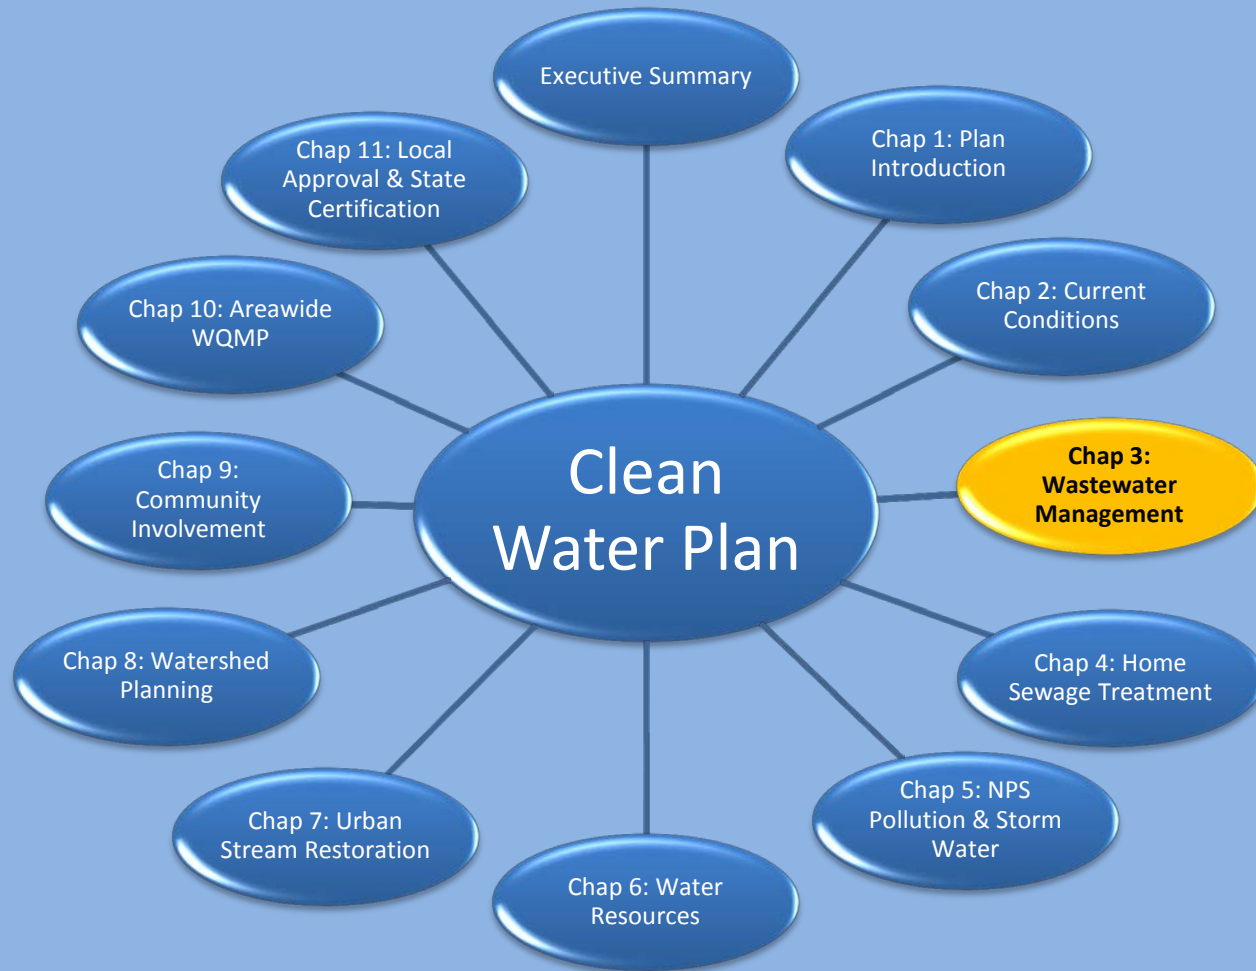 Executive Summary
Chap 1: Plan
Introduction
Chap 2: Current
Conditions
Chap 3:
Wastewater
Management
Chap 4: Home
Sewage Treatment
Chap 5: NPS
Pollution & Storm
Water
Chap 6: Water
Resources
Chap 7: Urban
Stream Restoration
Chap 8: Watershed
Planning
Chap 9:
Community
Involvement
Chap 10: Areawide
WQMP
Chap 11: Local
Approval & State
Certification
Clean
Water Plan